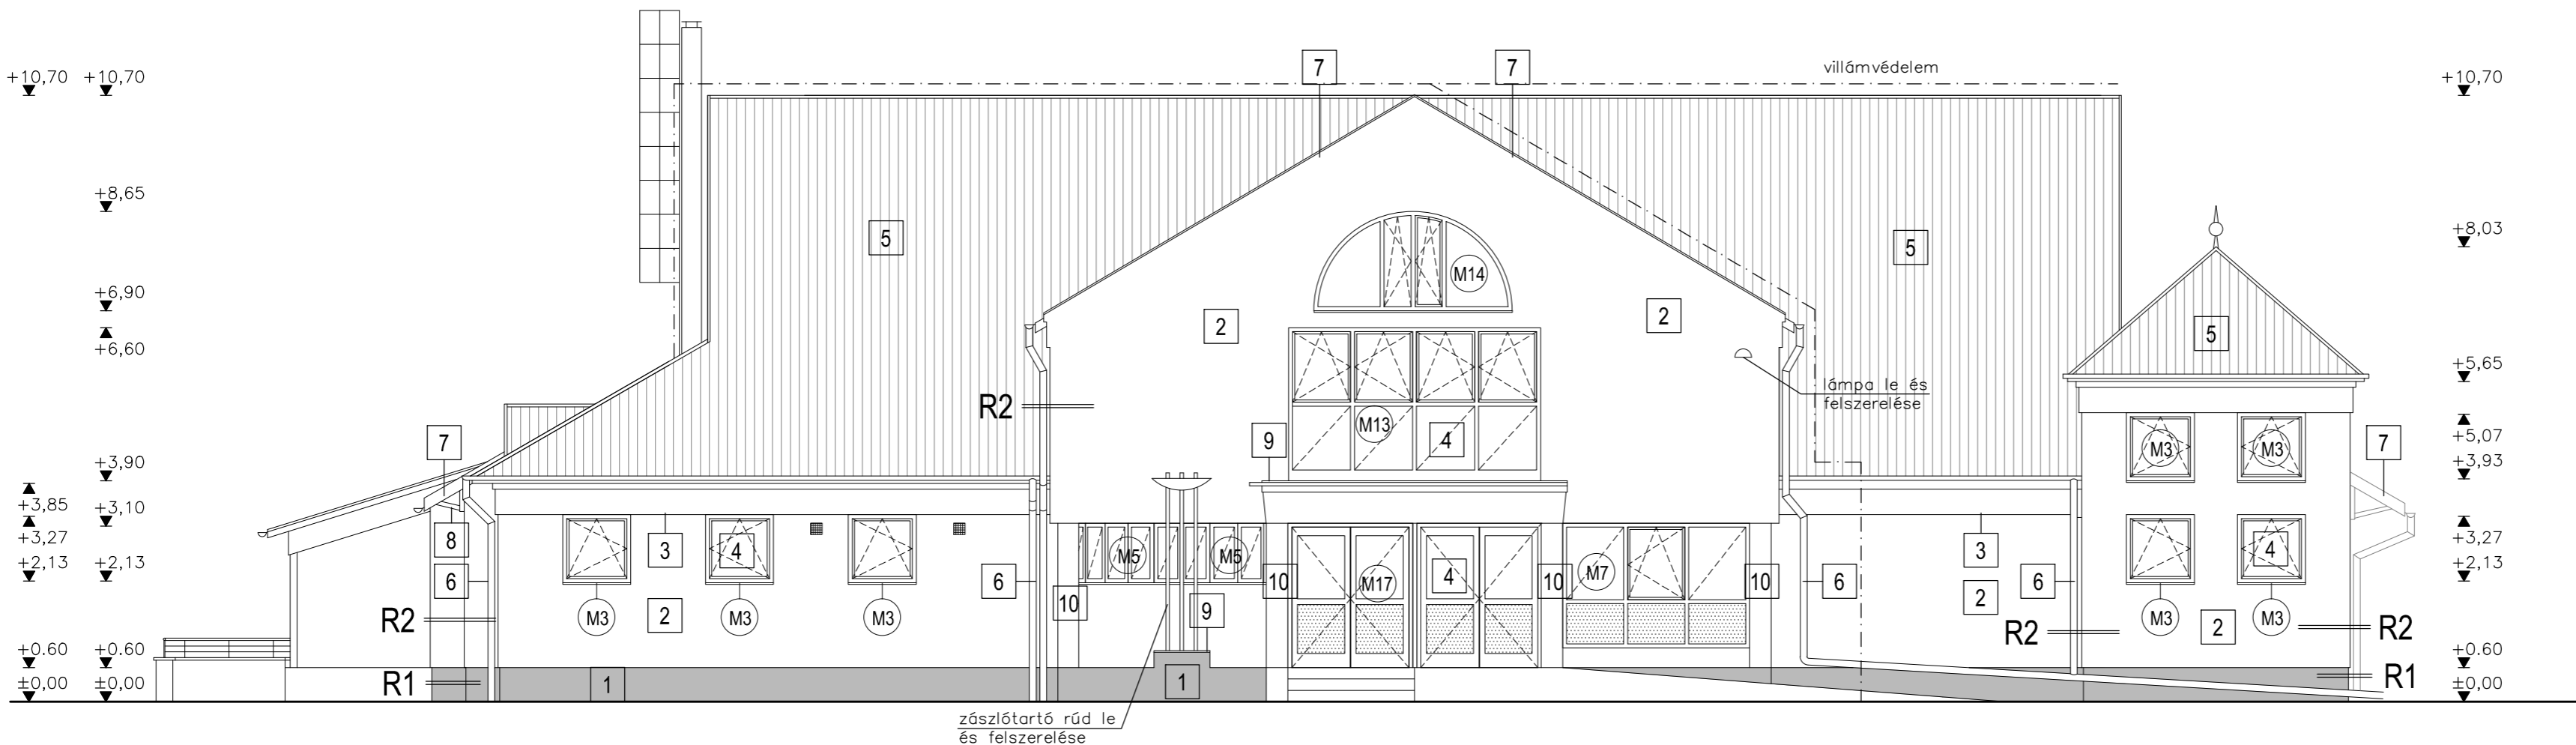 villámvédelem
+10,70 +10,70 +10,70
7 7
+8,65
+8,03
5 5
M14
+6,90
+6,60
2 2
5
+5,65
lámpa le és
felszerelése
R2
M13 4
9
7
M3 M3
7
+5,07
+3,90
+3,93
+3,85
+3,10
+3,27
+3,27
8 3 4 M5 M5 3 4
+2,13 +2,13
+2,13
6 6 10 10 M17 4 10 M7 10 6 6
10 9
2
R2
M3 M3 M3 2
M3 M3
R2 2 R2
+0.60 +0.60
+0.60
±0,00 ±0,00
±0,00
R1 1 1 R1
zászlótartó rúd le
és felszerelése